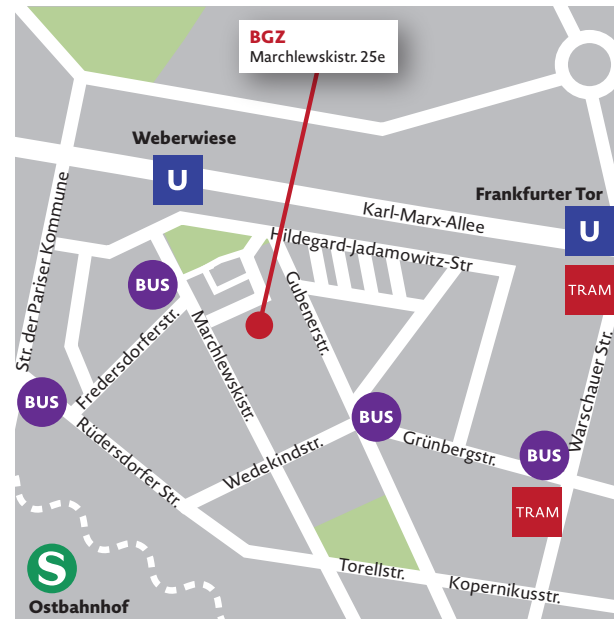 BGZ
Marchlewskistr. 25e
Weberwiese
U
Frankfurter Tor
U
Karl-Marx-Allee
TRAM
Str. der Pariser Kommune
Hildegard-Jadamowitz-Str
BUS
Gubenerstr.
Fredersdorferstr.
Marchlewskistr.
Warschauer Str.
BUS
Rüdersdorfer Str.
BUS
Grünbergstr.
BUS
Wedekindstr.
TRAM
S
Ostbahnhof
Torellstr.
Kopernikusstr.